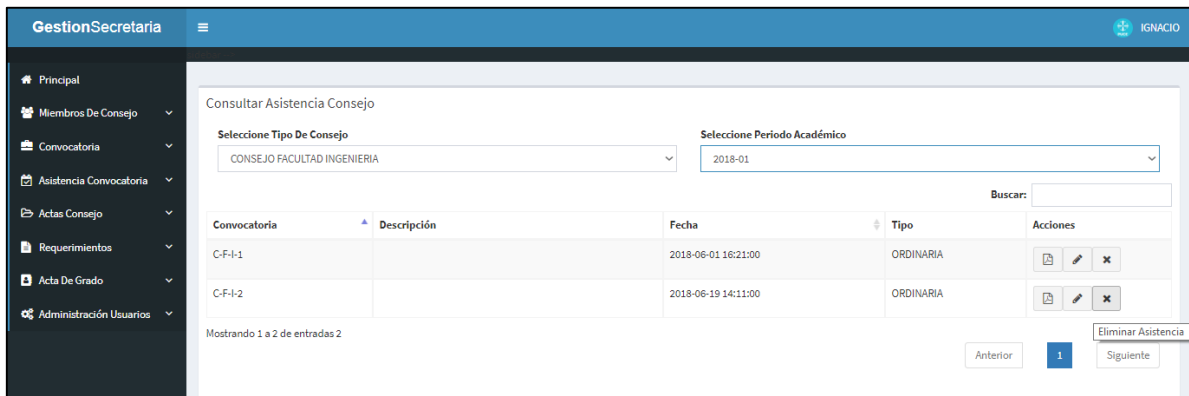 GestionSecretaria
IGNACIO
Principal
Miembros De Consejo
Convocatoria
Asistencia Convocatoria
Actas Consejo
Requerimientos
Acta De Grado
Administración Usuarios
Consultar Asistencia Consejo
Seleccione Tipo De Consejo Seleccione Periodo Académico
CONSEJO FACULTAD INGENIERIA 2018-01
Buscar:
Convocatoria Descripción Fecha Tipo Acciones
C-F-I-1 2018-06-01 16:21:00 ORDINARIA
C-F-I-2 2018-06-19 14:11:00 ORDINARIA
Mostrando 1 a 2 de entradas 2
Eliminar Asistencia
Anterior 1 Siguiente